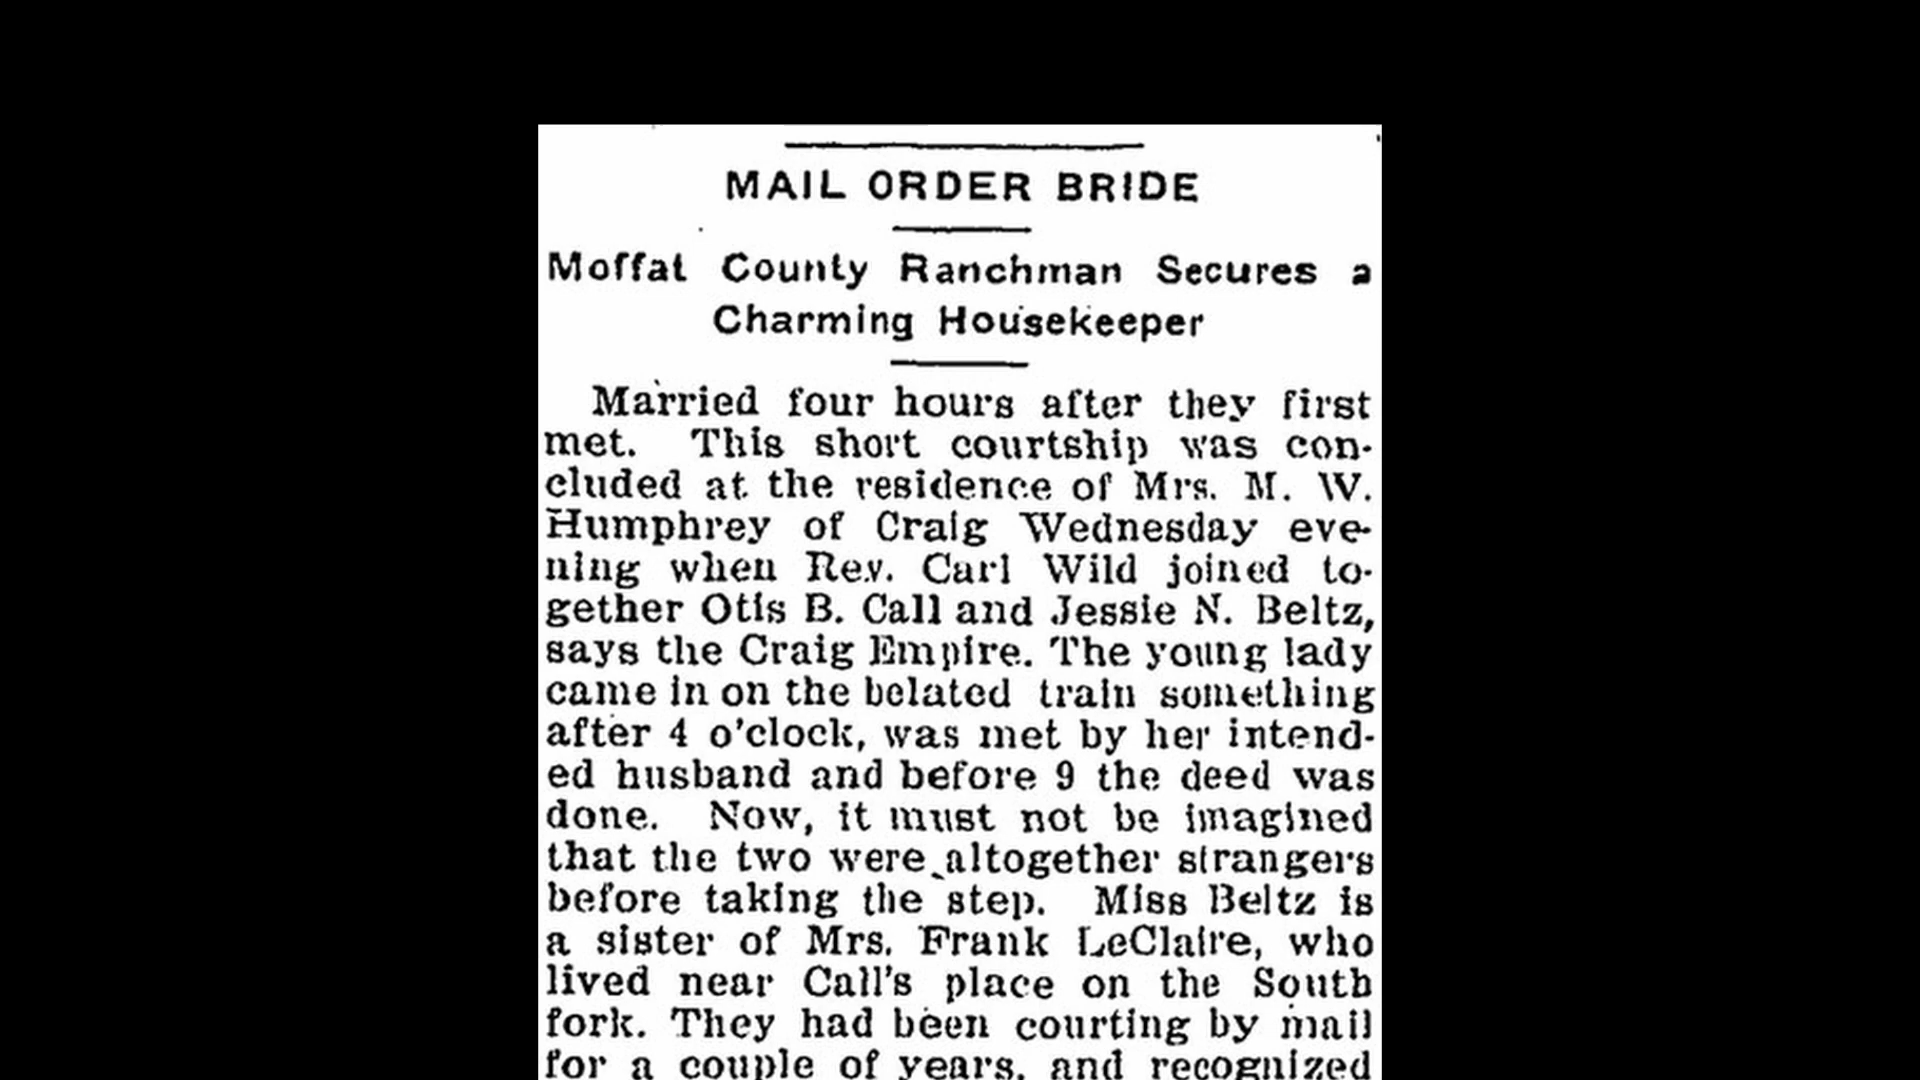 MAIL ORDER BRIDE
Moffat County Ranchman Secures a
Charming Housekeeper
Married four hours after they first
met. This short courtship was con-
cluded at the residence of Mrs. M. W.
Humphrey of Craig Wednesday eve-
ning when Rev. Carl Wild joined to-
gether Otis B. Call and Jessie N. Beltz,
says the Craig Empire. The young lady
came in on the belated train something
after 4 o'clock, was met by her intend-
ed husband and before 9 the deed was
done. Now, it must not be imagined
that the two were altogether strangers
before taking the step. Miss Beltz is
a sister of Mrs. Frank LeClaire, who
lived near Call's place on the South
fork. They had been courting by mail
for a couple of years, and recognized